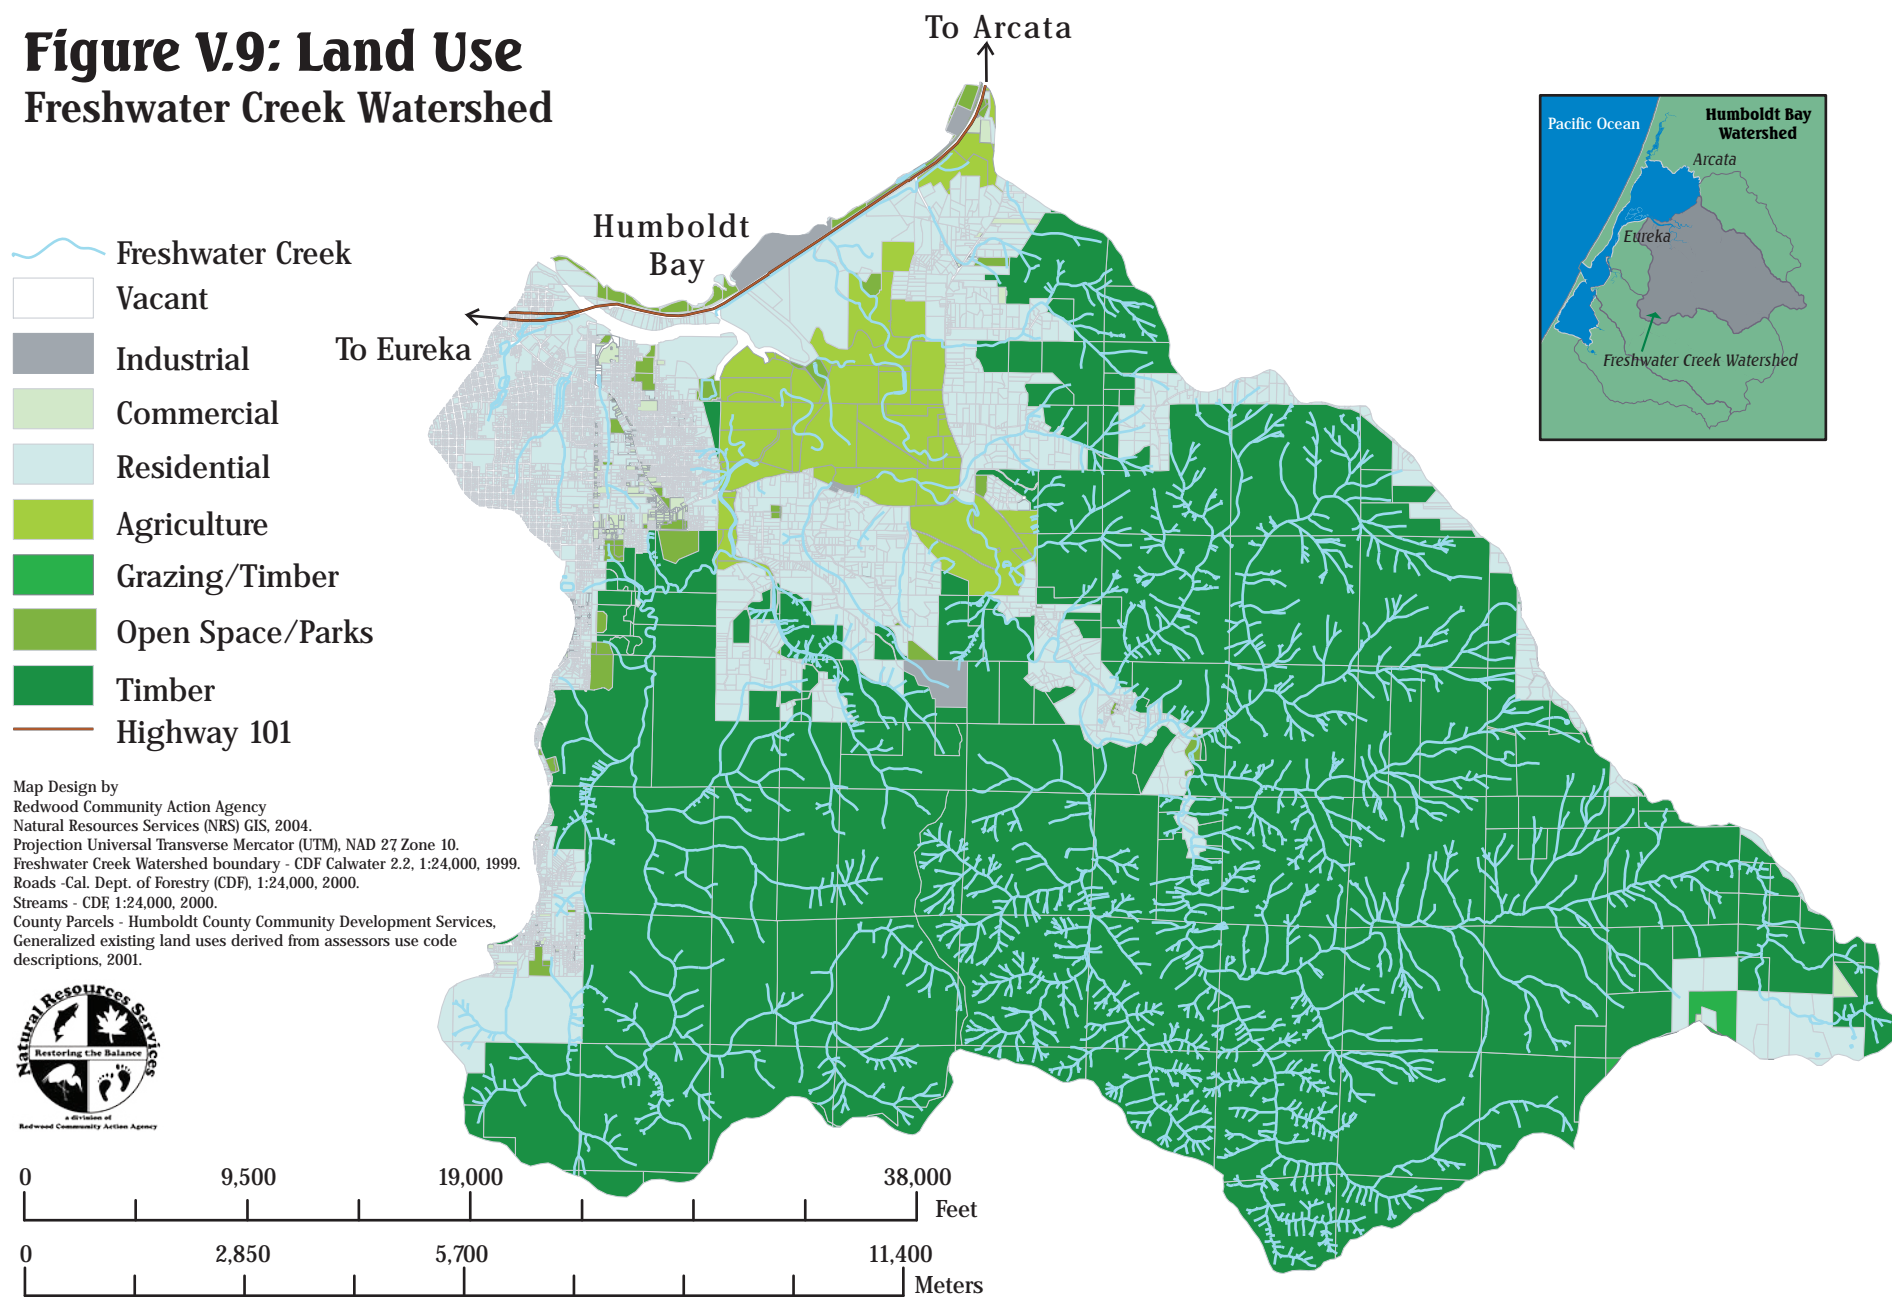 Figure V.9: Land Use
Freshwater Creek Watershed
To Arcata
Humboldt
Bay
To Eureka
Freshwater Creek
Vacant
Industrial
Commercial
Residential
Agriculture
Grazing/Timber
Open Space/Parks
Timber
Highway 101
Pacific Ocean
Humboldt Bay
Watershed
Arcata
Eureka
Freshwater Creek Watershed
Map Design by
Redwood Community Action Agency
Natural Resources Services (NRS) GIS, 2004.
Projection Universal Transverse Mercator (UTM), NAD 27, Zone 10.
Freshwater Creek Watershed boundary - CDF Calwater 2.2, 1:24,000, 1999.
Roads -Cal. Dept. of Forestry (CDF), 1:24,000, 2000.
Streams - CDF, 1:24,000, 2000.
County Parcels - Humboldt County Community Development Services,
Generalized existing land uses derived from assessors use code
descriptions, 2001.
Natural Resources Services
Restoring the Balance
a division of
Redwood Community Action Agency
0 9,500 19,000 38,000
Feet
0 2,850 5,700 11,400
Meters